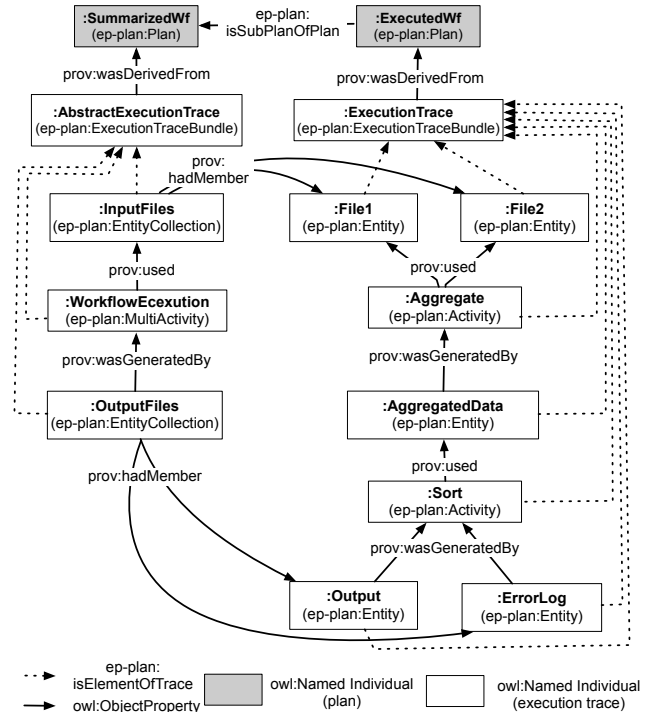 :SummarizedWf
(ep-plan:Plan)
ep-plan:
isSubPlanOfPlan
:ExecutedWf
(ep-plan:Plan)
prov:wasDerivedFrom
prov:wasDerivedFrom
:AbstractExecutionTrace
(ep-plan:ExecutionTraceBundle)
:ExecutionTrace
(ep-plan:ExecutionTraceBundle)
prov:
hadMember
:InputFiles
(ep-plan:EntityCollection)
:File1
(ep-plan:Entity)
:File2
(ep-plan:Entity)
prov:used
prov:used
:WorkflowEcexution
(ep-plan:MultiActivity)
:Aggregate
(ep-plan:Activity)
prov:wasGeneratedBy
prov:wasGeneratedBy
:OutputFiles
(ep-plan:EntityCollection)
:AggregatedData
(ep-plan:Entity)
prov:hadMember
prov:used
:Sort
(ep-plan:Activity)
prov:wasGeneratedBy
:Output
(ep-plan:Entity)
:ErrorLog
(ep-plan:Entity)
ep-plan:
isElementOfTrace
owl:ObjectProperty
owl:Named Individual
(plan)
owl:Named Individual
(execution trace)